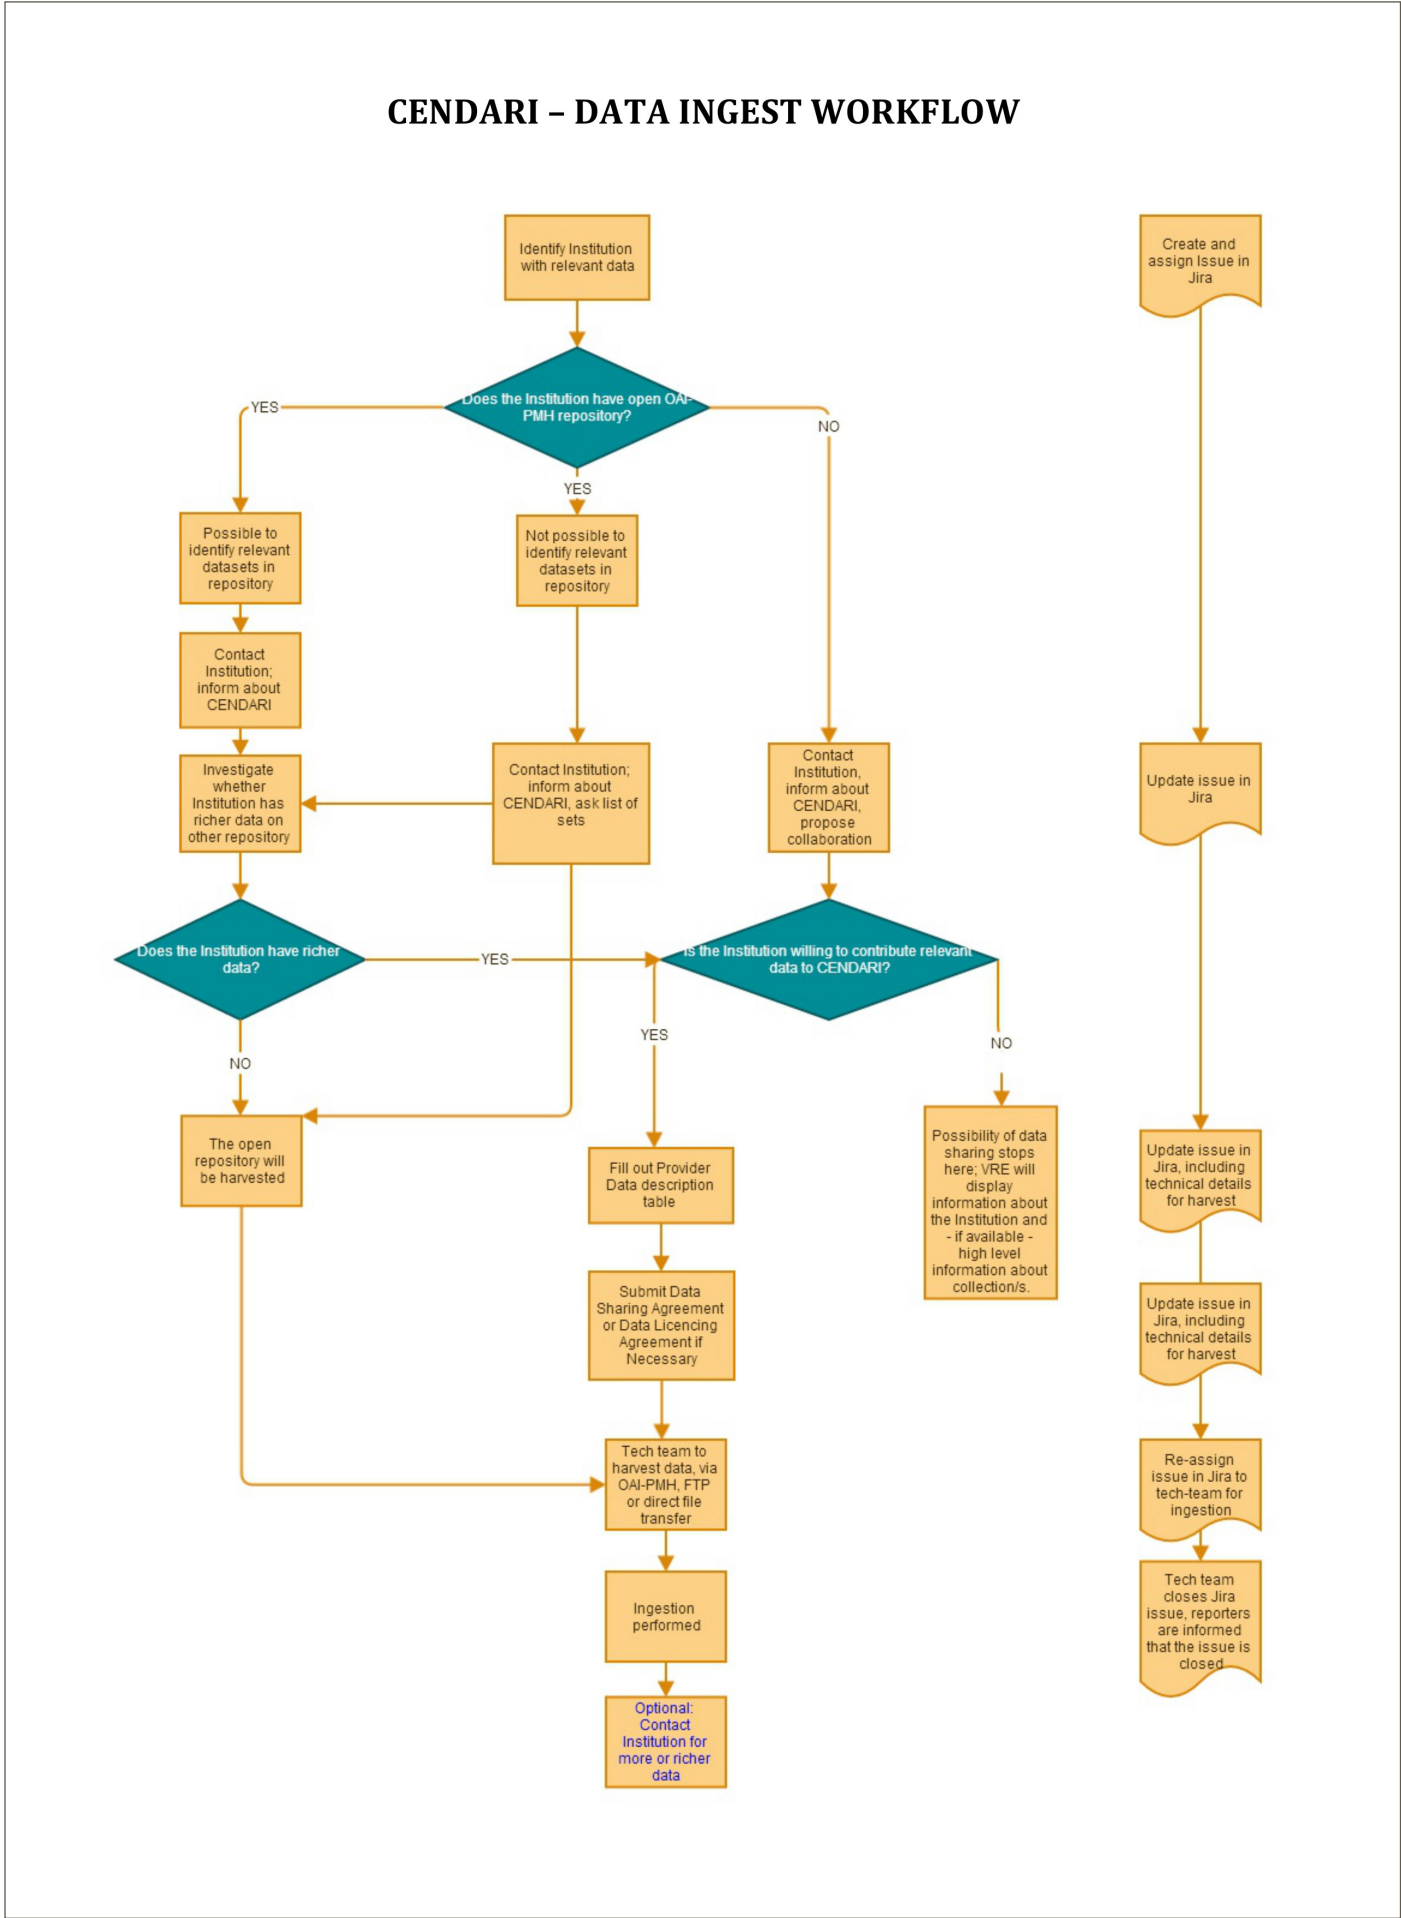 CENDARI – DATA INGEST WORKFLOW
Identify Institution
with relevant data
Create and
assign Issue in
Jira
Does the Institution have open OAI-
PMH repository?
YES
NO
YES
Possible to
identify relevant
datasets in
repository
Not possible to
identify relevant
datasets in
repository
Contact
Institution;
inform about
CENDARI
Investigate
whether
Institution has
richer data on
other repository
Contact Institution;
inform about
CENDARI, ask list of
sets
Contact
Institution,
inform about
CENDARI,
propose
collaboration
Update issue in
Jira
Does the Institution have richer
data?
YES
Is the Institution willing to contribute relevant
data to CENDARI?
YES
NO
NO
The open
repository will
be harvested
Fill out Provider
Data description
table
Possibility of data
sharing stops
here; VRE will
display
information about
the Institution and
- if available -
high level
information about
collection/s.
Update issue in
Jira, including
technical details
for harvest
Submit Data
Sharing Agreement
or Data Licencing
Agreement if
Necessary
Update issue in
Jira, including
technical details
for harvest
Tech team to
harvest data, via
OAI-PMH, FTP
or direct file
transfer
Re-assign
issue in Jira to
tech-team for
ingestion
Ingestion
performed
Tech team
closes Jira
issue, reporters
are informed
that the issue is
closed
Optional:
Contact
Institution for
more or richer
data